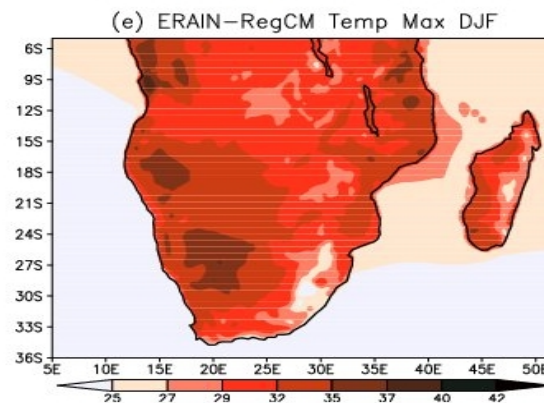 (e) ERAIN-RegCM Temp Max DJF
6S
9S
12S
15S
18S
21S
24S
27S
30S
33S
36S
5E 10E 15E 20E 25E 30E 35E 40E 45E 50E
25 27 29 31 32 35 37 40 42